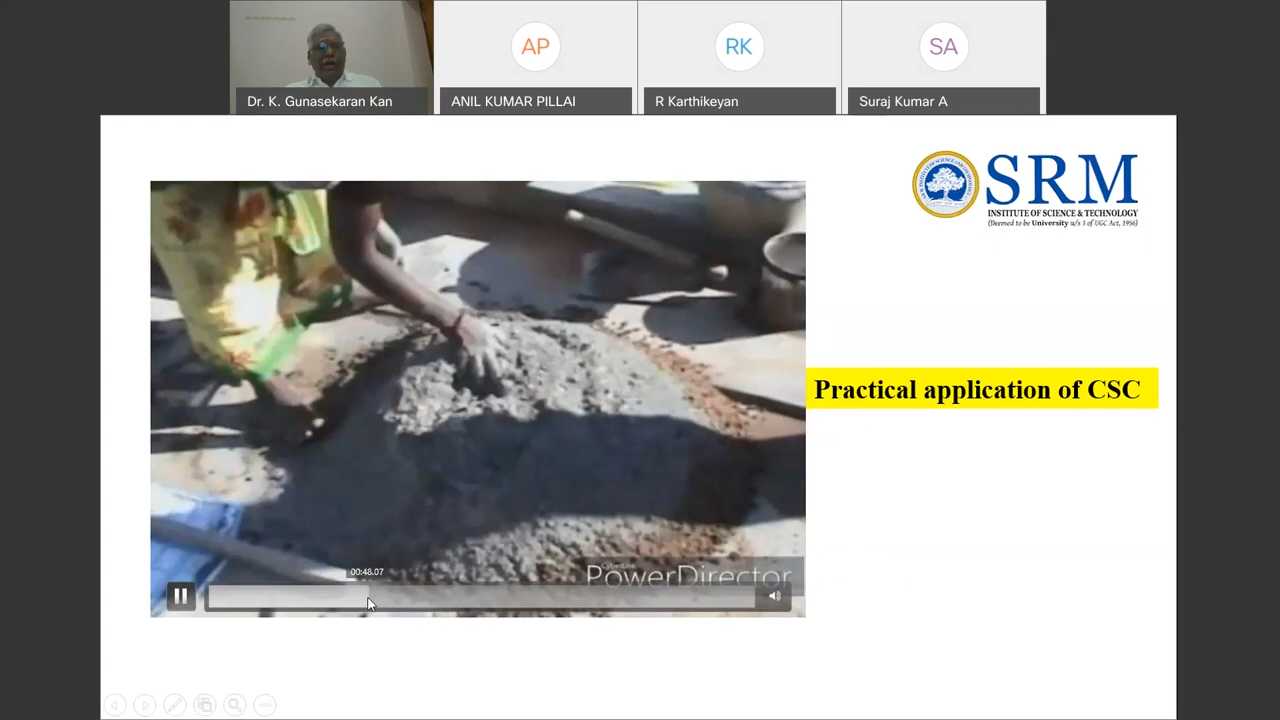 AP
RK
SA
Dr. K. Gunasekaran Kan
ANIL KUMAR PILLAI
R Karthikeyan
Suraj Kumar A
SRM
INSTITUTE OF SCIENCE & TECHNOLOGY
(Deemed to be University u/s 3 of UGC Act, 1956)
Practical application of CSC
00:48.07
CyberLink
PowerDirector